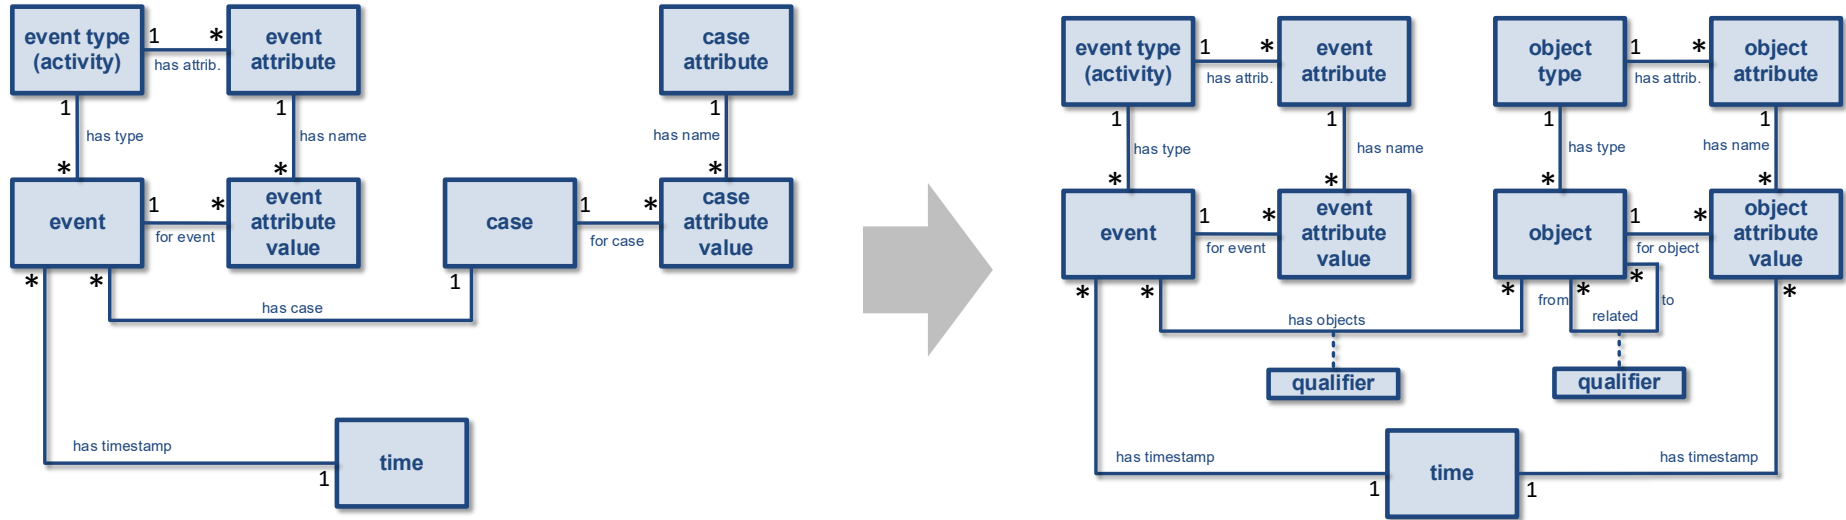 event type
(activity)
1
*
has attrib.
event
attribute
case
attribute
1
has type
*
1
has name
*
1
has name
*
event
1
*
for event
event
attribute
value
case
1
*
for case
case
attribute
value
*
*
1
has case
has timestamp
1
time
event type
(activity)
1
*
has attrib.
event
attribute
object
type
1
*
has attrib.
object
attribute
1
has type
*
1
has name
*
1
has type
*
1
has name
*
event
1
*
for event
event
attribute
value
object
1
*
for object
object
attribute
value
*
*
*
from
*
*
to
*
has objects
related
qualifier
qualifier
has timestamp
1
time
1
has timestamp